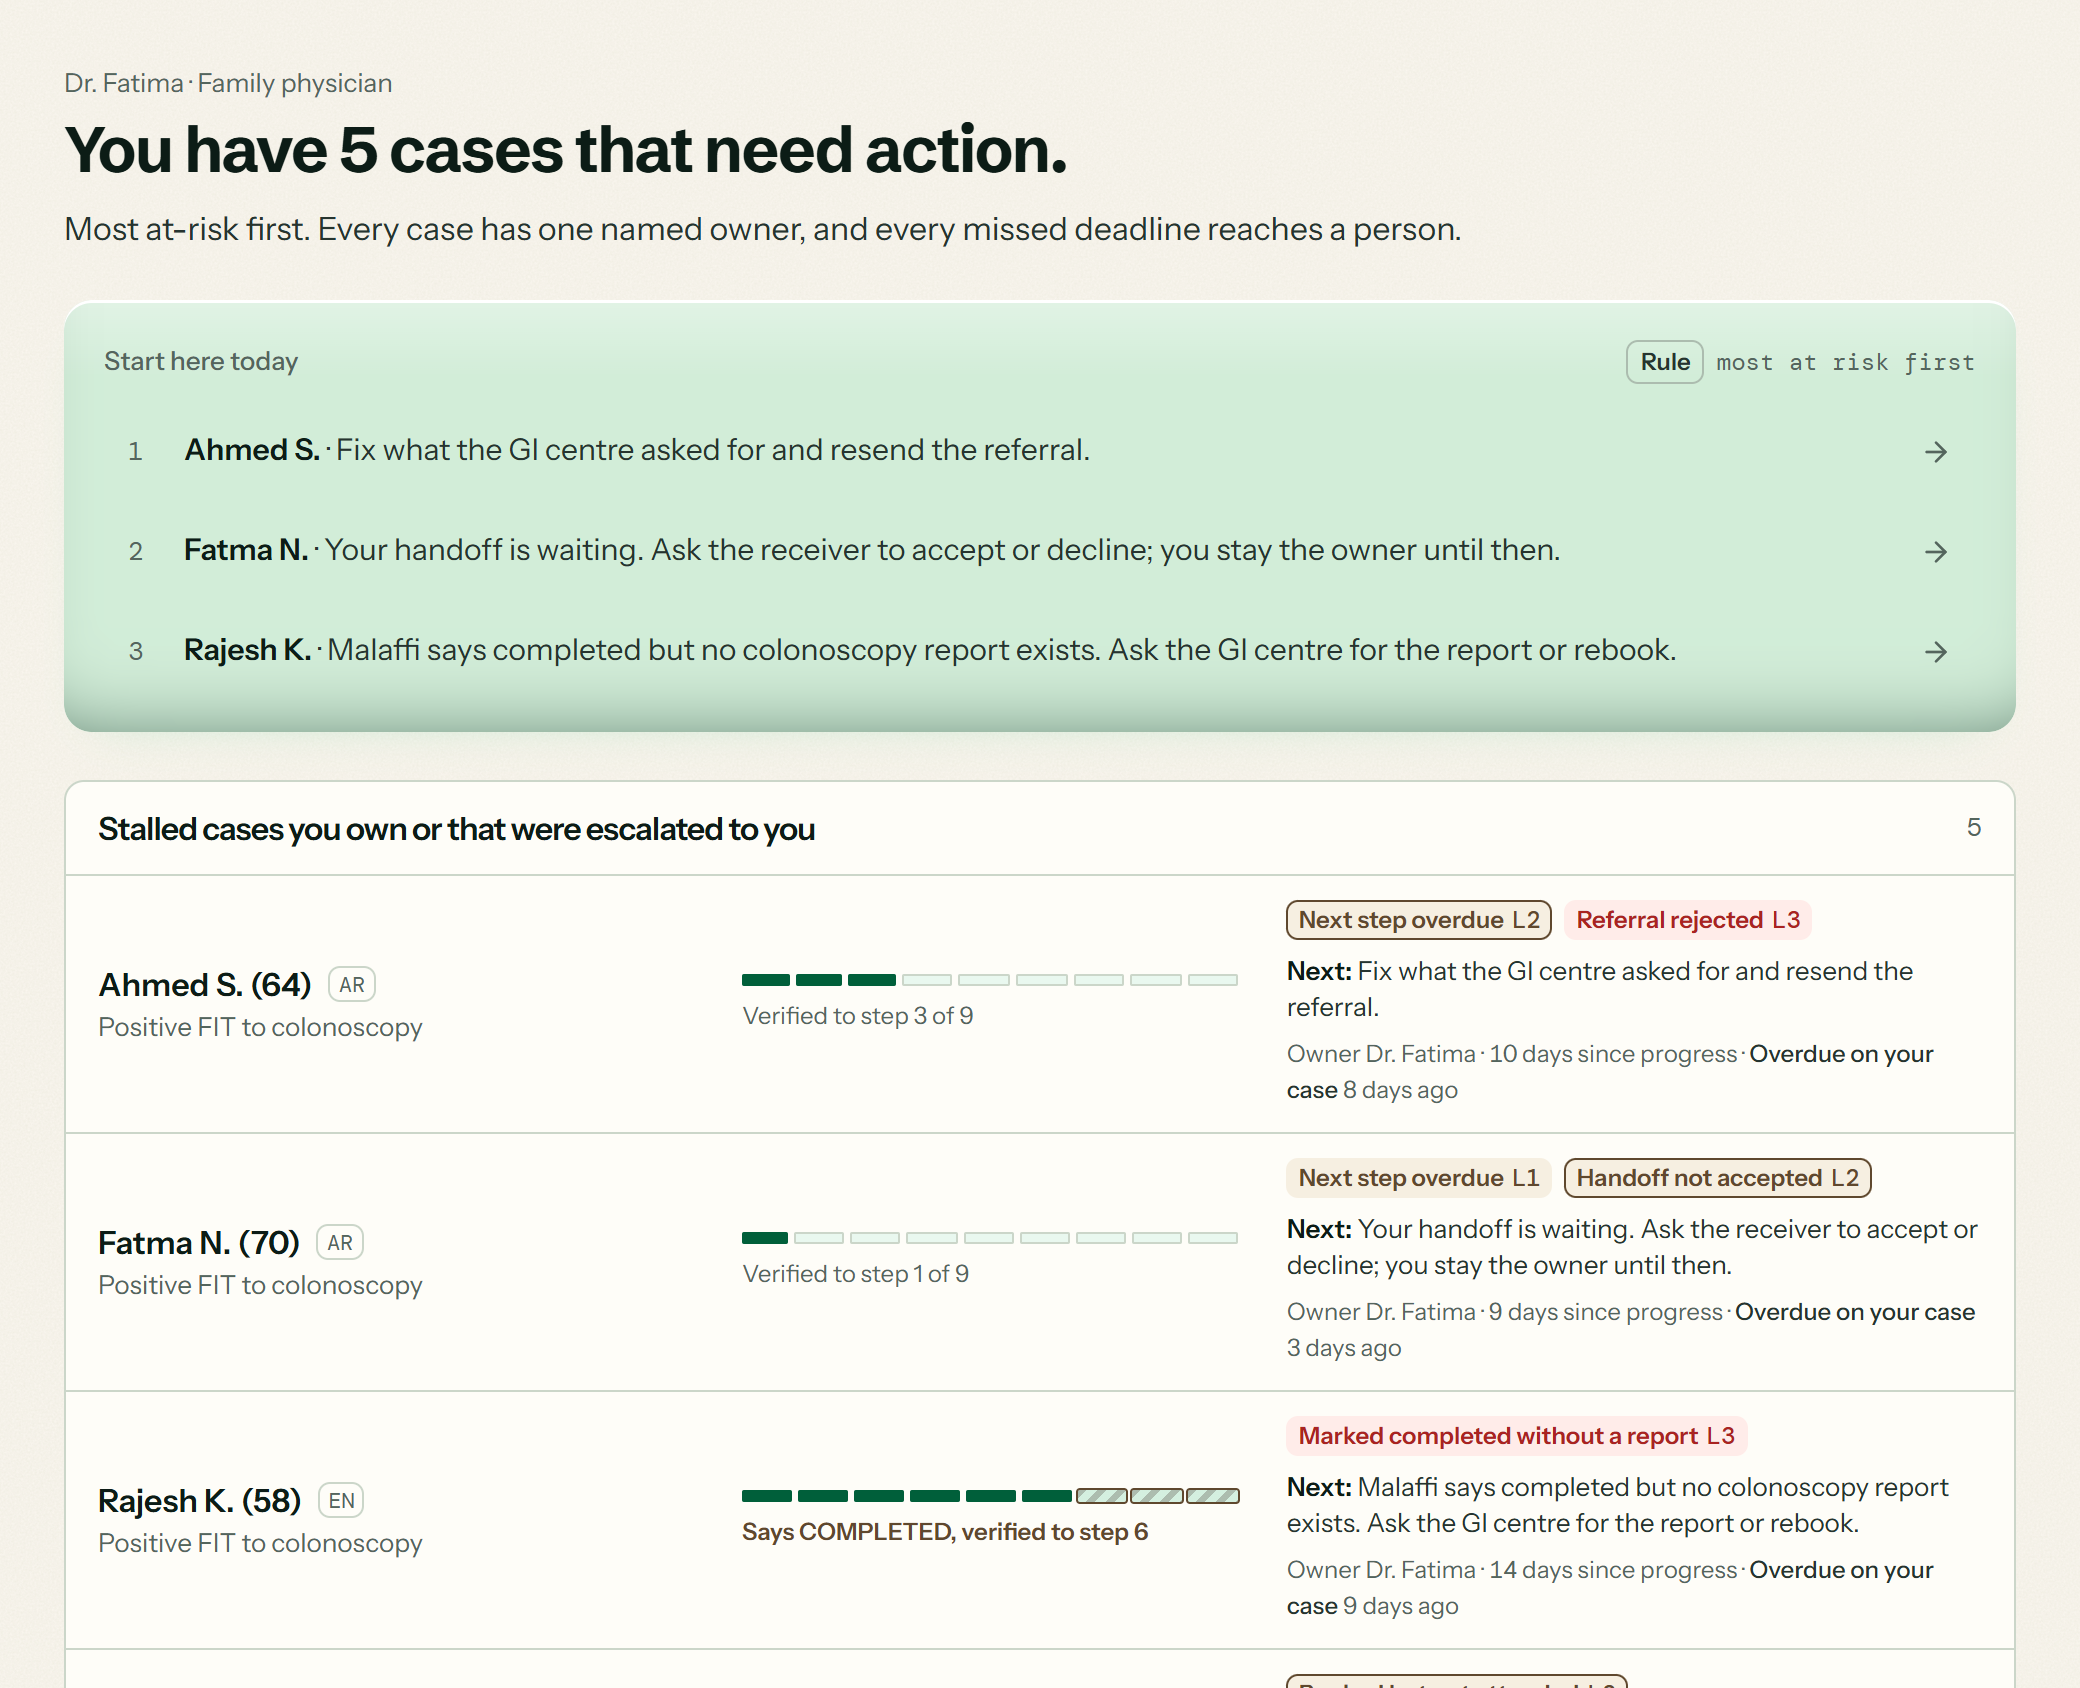 Dr. Fatima · Family physician
You have 5 cases that need action.
Most at-risk first. Every case has one named owner, and every missed deadline reaches a person.
Start here today
Rule most at risk first
1 Ahmed S. · Fix what the GI centre asked for and resend the referral.
2 Fatma N. · Your handoff is waiting. Ask the receiver to accept or decline; you stay the owner until then.
3 Rajesh K. · Malaffi says completed but no colonoscopy report exists. Ask the GI centre for the report or rebook.
Stalled cases you own or that were escalated to you
5
Ahmed S. (64) AR
Positive FIT to colonoscopy
Verified to step 3 of 9
Next step overdue L2 Referral rejected L3
Next: Fix what the GI centre asked for and resend the
referral.
Owner Dr. Fatima · 10 days since progress · Overdue on your
case 8 days ago
Fatma N. (70) AR
Positive FIT to colonoscopy
Verified to step 1 of 9
Next step overdue L1 Handoff not accepted L2
Next: Your handoff is waiting. Ask the receiver to accept or
decline; you stay the owner until then.
Owner Dr. Fatima · 9 days since progress · Overdue on your case
3 days ago
Rajesh K. (58) EN
Positive FIT to colonoscopy
Says COMPLETED, verified to step 6
Marked completed without a report L3
Next: Malaffi says completed but no colonoscopy report
exists. Ask the GI centre for the report or rebook.
Owner Dr. Fatima · 14 days since progress · Overdue on your
case 9 days ago